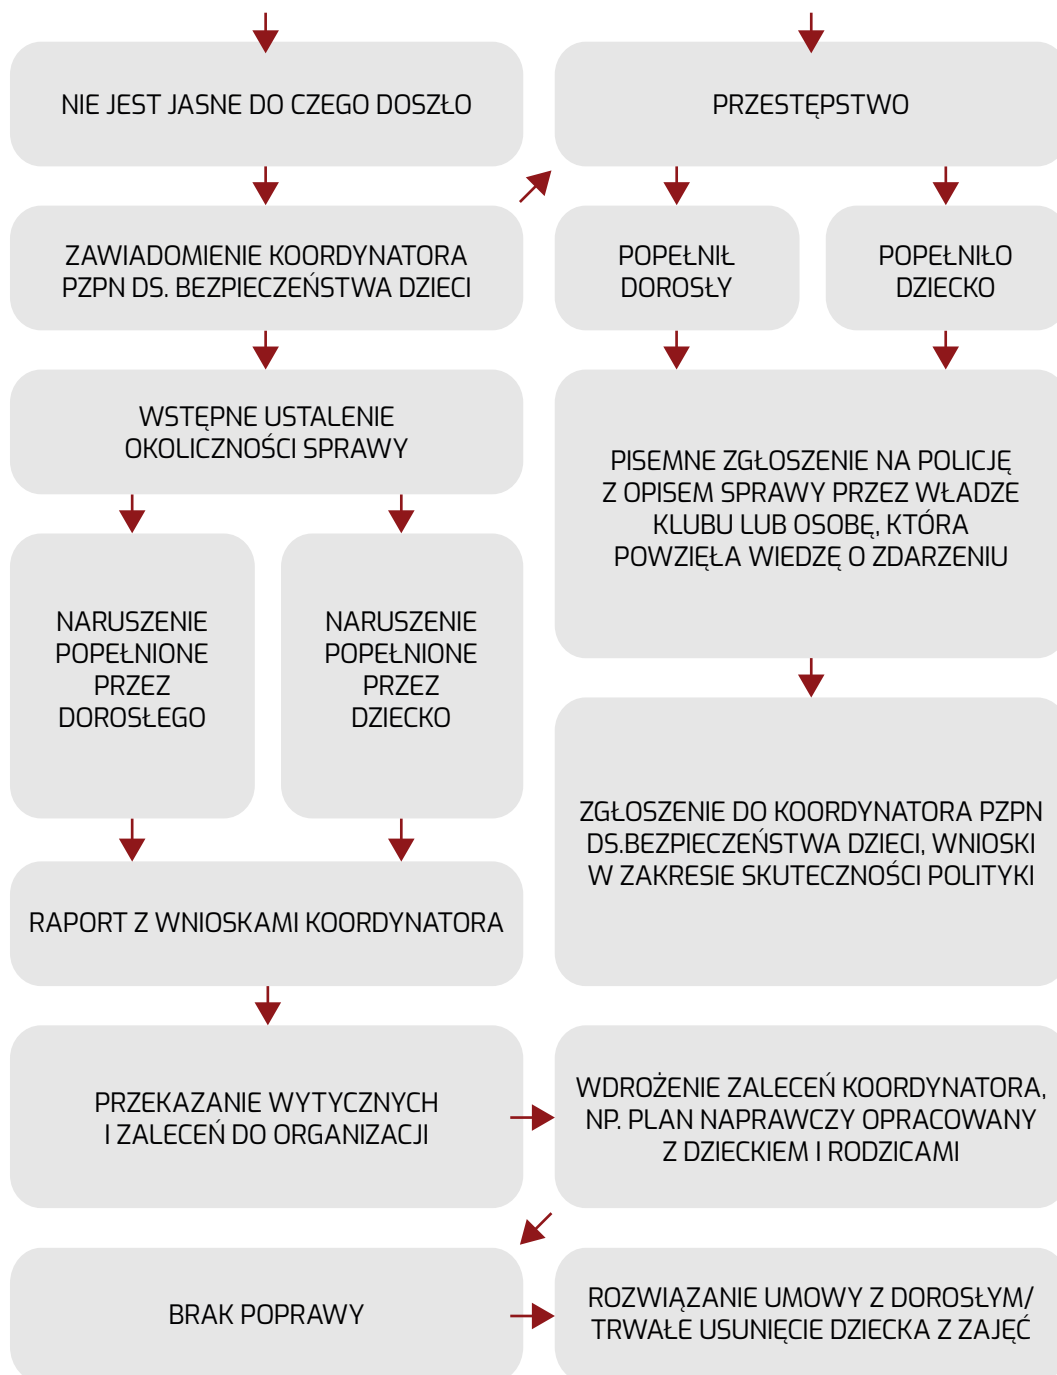 NIE JEST JASNE DO CZEGO DOSZŁO
PRZESTĘPSTWO
ZAWIADOMIENIE KOORDYNATORA
PZPN DS. BEZPIECZEŃSTWA DZIECI
POPEŁNIŁ
DOROSŁY
POPEŁNIŁO
DZIECKO
WSTĘPNE USTALENIE
OKOLICZNOŚCI SPRAWY
PISEMNE ZGŁOSZENIE NA POLICJĘ
Z OPISEM SPRAWY PRZEZ WŁADZE
KLUBU LUB OSOBĘ, KTÓRA
POWZIĘŁA WIEDZĘ O ZDARZENIU
NARUSZENIE
POPEŁNIONE
PRZEZ
DOROSŁEGO
NARUSZENIE
POPEŁNIONE
PRZEZ
DZIECKO
ZGŁOSZENIE DO KOORDYNATORA PZPN
DS.BEZPIECZEŃSTWA DZIECI, WNIOSKI
W ZAKRESIE SKUTECZNOŚCI POLITYKI
RAPORT Z WNIOSKAMI KOORDYNATORA
PRZEKAZANIE WYTYCZNYCH
I ZALECEŃ DO ORGANIZACJI
WDROŻENIE ZALECEŃ KOORDYNATORA,
NP. PLAN NAPRAWCZY OPRACOWANY
Z DZIECKIEM I RODZICAMI
BRAK POPRAWY
ROZWIĄZANIE UMOWY Z DOROSŁYM/
TRWAŁE USUNIĘCIE DZIECKA Z ZAJĘĆ